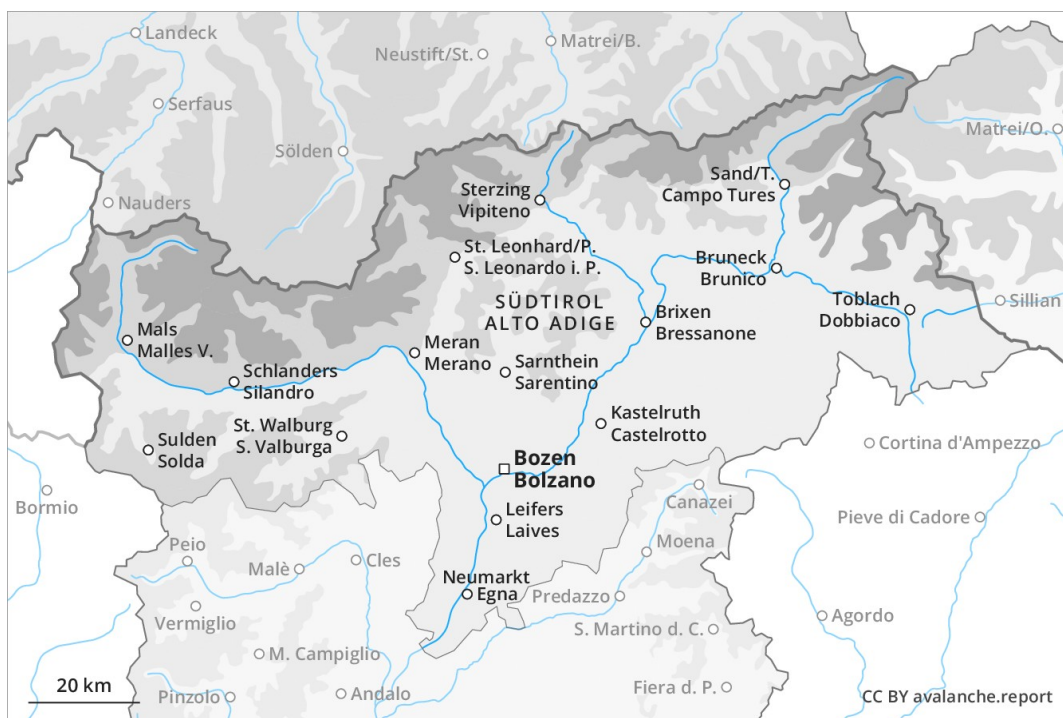 Landeck
Neustift/St.
Matrei/B.
Serfaus
Matrei/O.
Sölden
Nauders
Sterzing
Vipiteno
Sand/T.
Campo Tures
St. Leonhard/P.
S. Leonardo i. P.
Bruneck
Brunico
SÜDTIROL
ALTO ADIGE
Toblach
Dobbiaco
Sillian
Brixen
Bressanone
Mals
Malles V.
Meran
Merano
Sarnthein
Sarentino
Schlanders
Silandro
St. Walburg
S. Valburga
Kastelruth
Castelrotto
Sulden
Solda
Cortina d'Ampezzo
Bozen
Bolzano
Bormio
Canazei
Leifers
Laives
Pieve di Cadore
Peio
Malè
Cles
Moena
Neumarkt
Egna
Predazzo
Vermiglio
Agordo
S. Martino d. C.
M. Campiglio
20 km
Pinzolo
Andalo
Fiera d. P.
CC BY avalanche.report